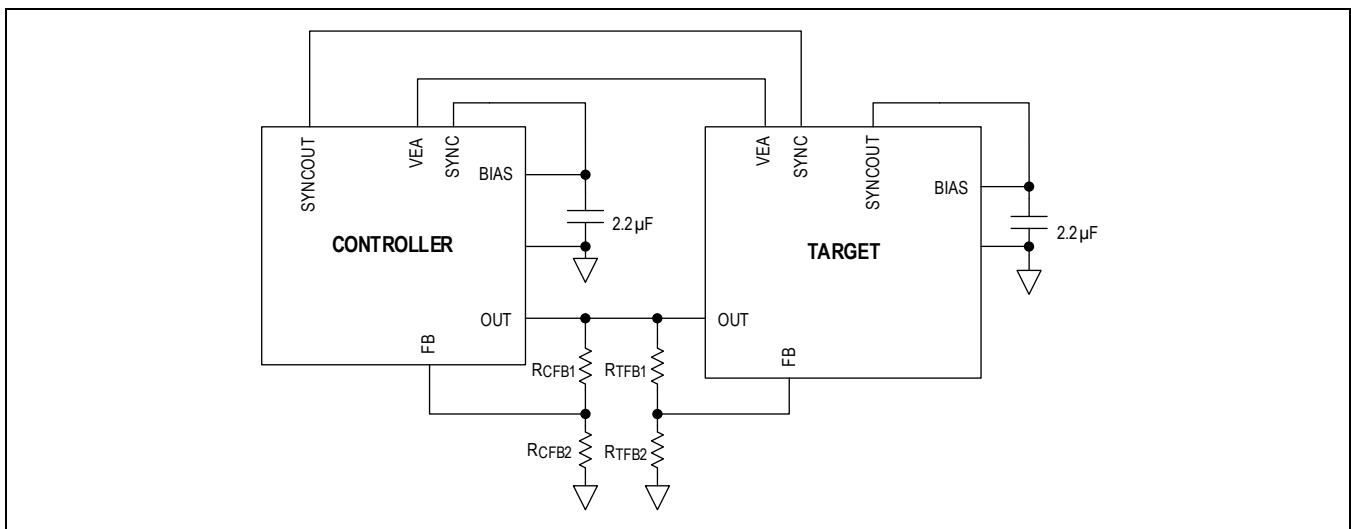 SYNCOUT
VEA
SYNC
BIAS
2.2µF
CONTROLLER
OUT
FB
VEA
SYNC
SYNCOUT
BIAS
2.2µF
TARGET
OUT
FB
RCFB1
RTFB1
RCFB2
RTFB2